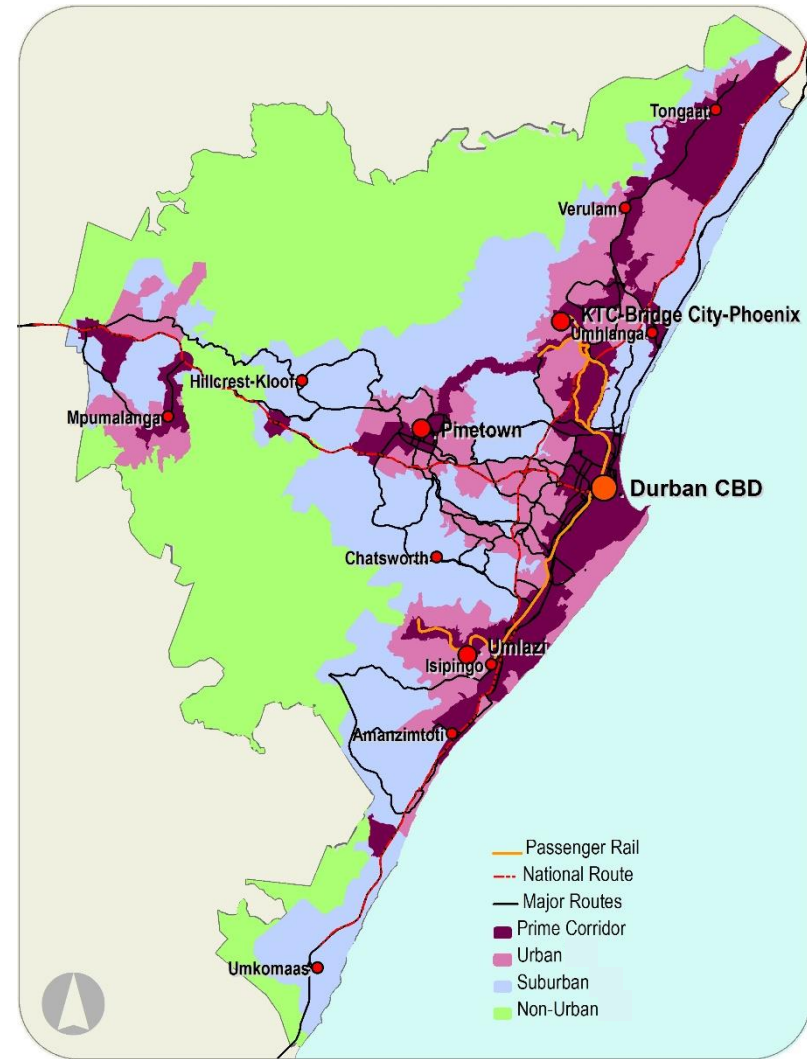 Tongaat
Verulam
KTC-Bridge City-Phoenix
Umhlanga
Hillcrest-Kloof
Mpumalanga
Pinetown
Durban CBD
Chatsworth
Umlazi
Isipingo
Amanzimtoti
Passenger Rail
National Route
Major Routes
Prime Corridor
Urban
Suburban
Non-Urban
Umkomaas